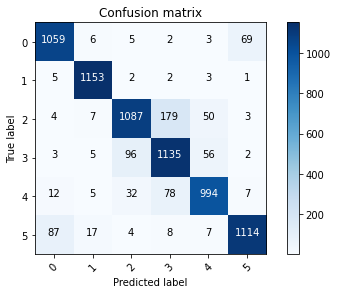 Confusion matrix
0 1059 6 5 2 3 69
1 5 1153 2 2 3 1
2 4 7 1087 179 50 3
3 3 5 96 1135 56 2
4 12 5 32 78 994 7
5 87 17 4 8 7 1114
0 1 2 3 4 5
True label
Predicted label
1000
800
600
400
200